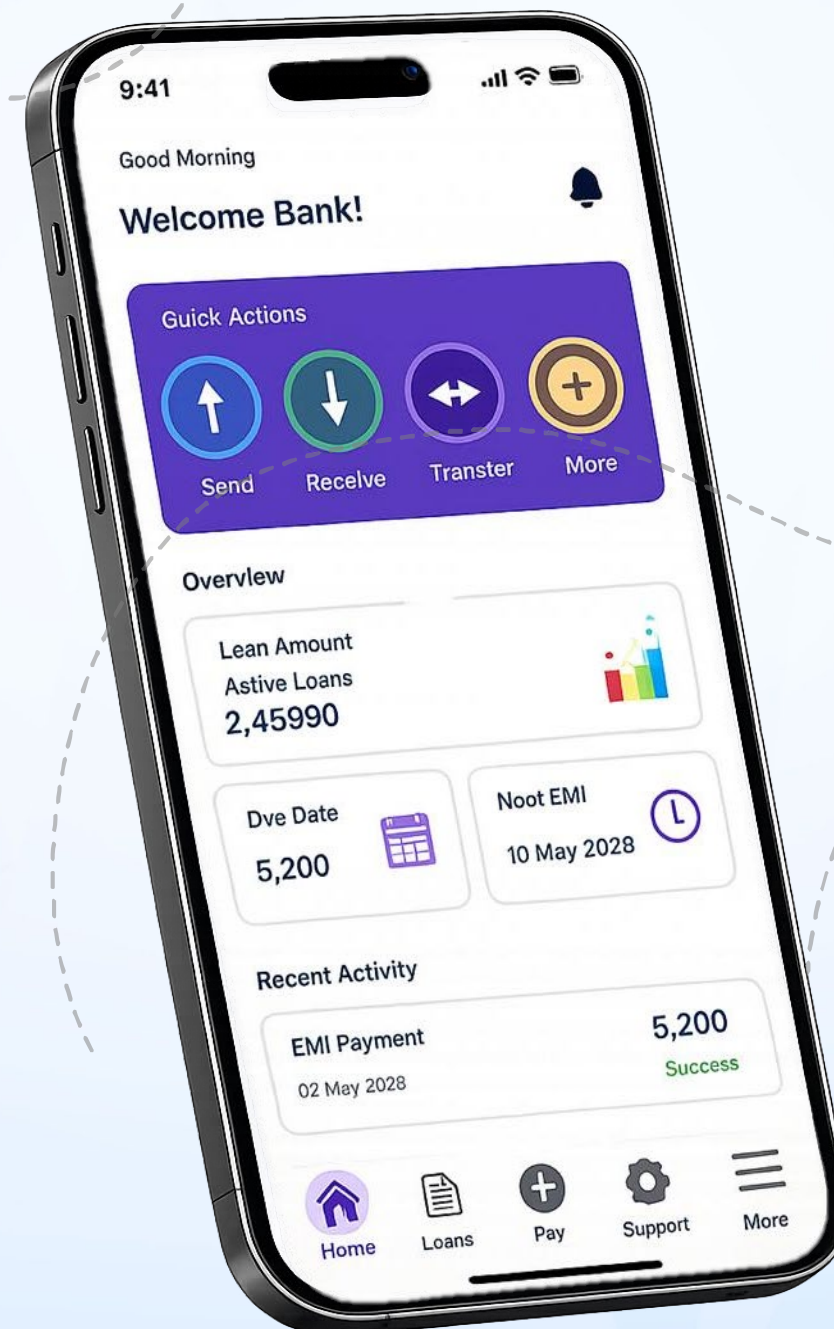 9:41
Good Morning
Welcome Bank!
Guick Actions
Send Recelve Transter More
Overvlew
Lean Amount
Astive Loans
2,45990
Dve Date
5,200
Noot EMI
10 May 2028
Recent Activity
EMI Payment 5,200
02 May 2028 Success
Home Loans Pay Support More